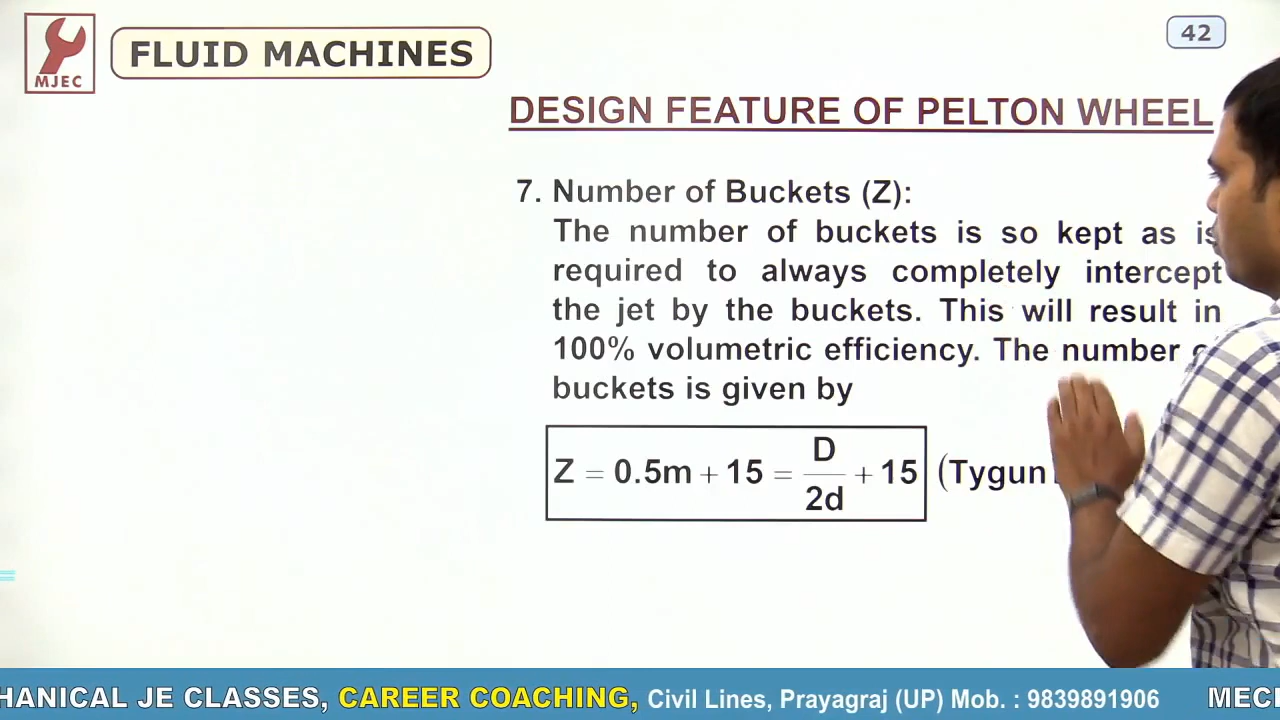 MJEC
FLUID MACHINES
42
DESIGN FEATURE OF PELTON WHEEL
7. Number of Buckets (Z):
The number of buckets is so kept as is
required to always completely intercept
the jet by the buckets. This will result in
100% volumetric efficiency. The number
buckets is given by
Z = 0.5m + 15 = D/2d + 15 (Tygun
HANICAL JE CLASSES, CAREER COACHING, Civil Lines, Prayagraj (UP) Mob. : 9839891906 MEC